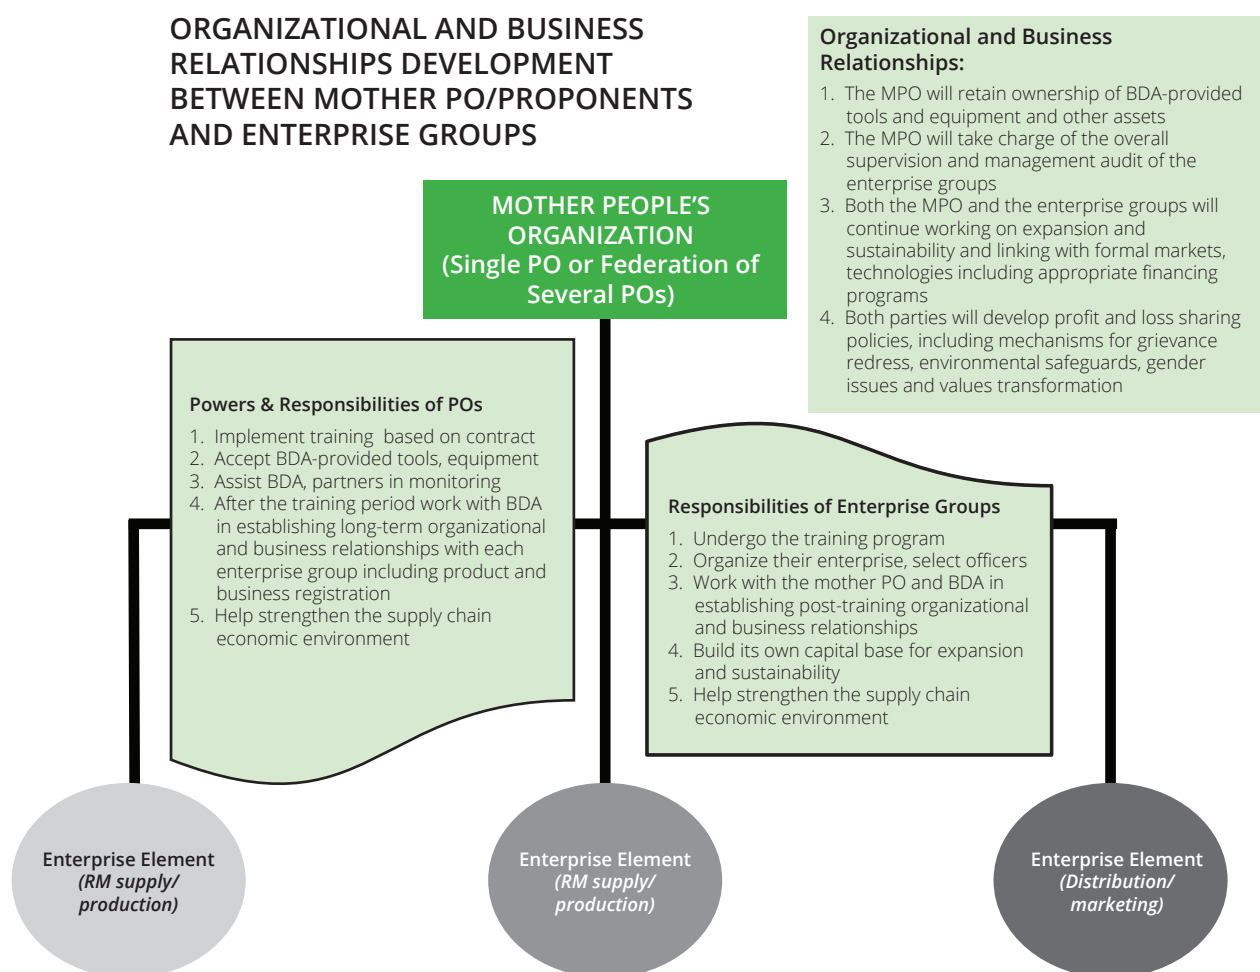 ORGANIZATIONAL AND BUSINESS
RELATIONSHIPS DEVELOPMENT
BETWEEN MOTHER PO/PROPONENTS
AND ENTERPRISE GROUPS
Organizational and Business
Relationships:
1. The MPO will retain ownership of BDA-provided
tools and equipment and other assets
2. The MPO will take charge of the overall
supervision and management audit of the
enterprise groups
3. Both the MPO and the enterprise groups will
continue working on expansion and
sustainability and linking with formal markets,
technologies including appropriate financing
programs
4. Both parties will develop profit and loss sharing
policies, including mechanisms for grievance
redress, environmental safeguards, gender
issues and values transformation
MOTHER PEOPLE'S
ORGANIZATION
(Single PO or Federation of
Several POs)
Powers & Responsibilities of POs
1. Implement training based on contract
2. Accept BDA-provided tools, equipment
3. Assist BDA, partners in monitoring
4. After the training period work with BDA
in establishing long-term organizational
and business relationships with each
enterprise group including product and
business registration
5. Help strengthen the supply chain
economic environment
Responsibilities of Enterprise Groups
1. Undergo the training program
2. Organize their enterprise, select officers
3. Work with the mother PO and BDA in
establishing post-training organizational
and business relationships
4. Build its own capital base for expansion
and sustainability
5. Help strengthen the supply chain
economic environment
Enterprise Element
(RM supply/
production)
Enterprise Element
(RM supply/
production)
Enterprise Element
(Distribution/
marketing)